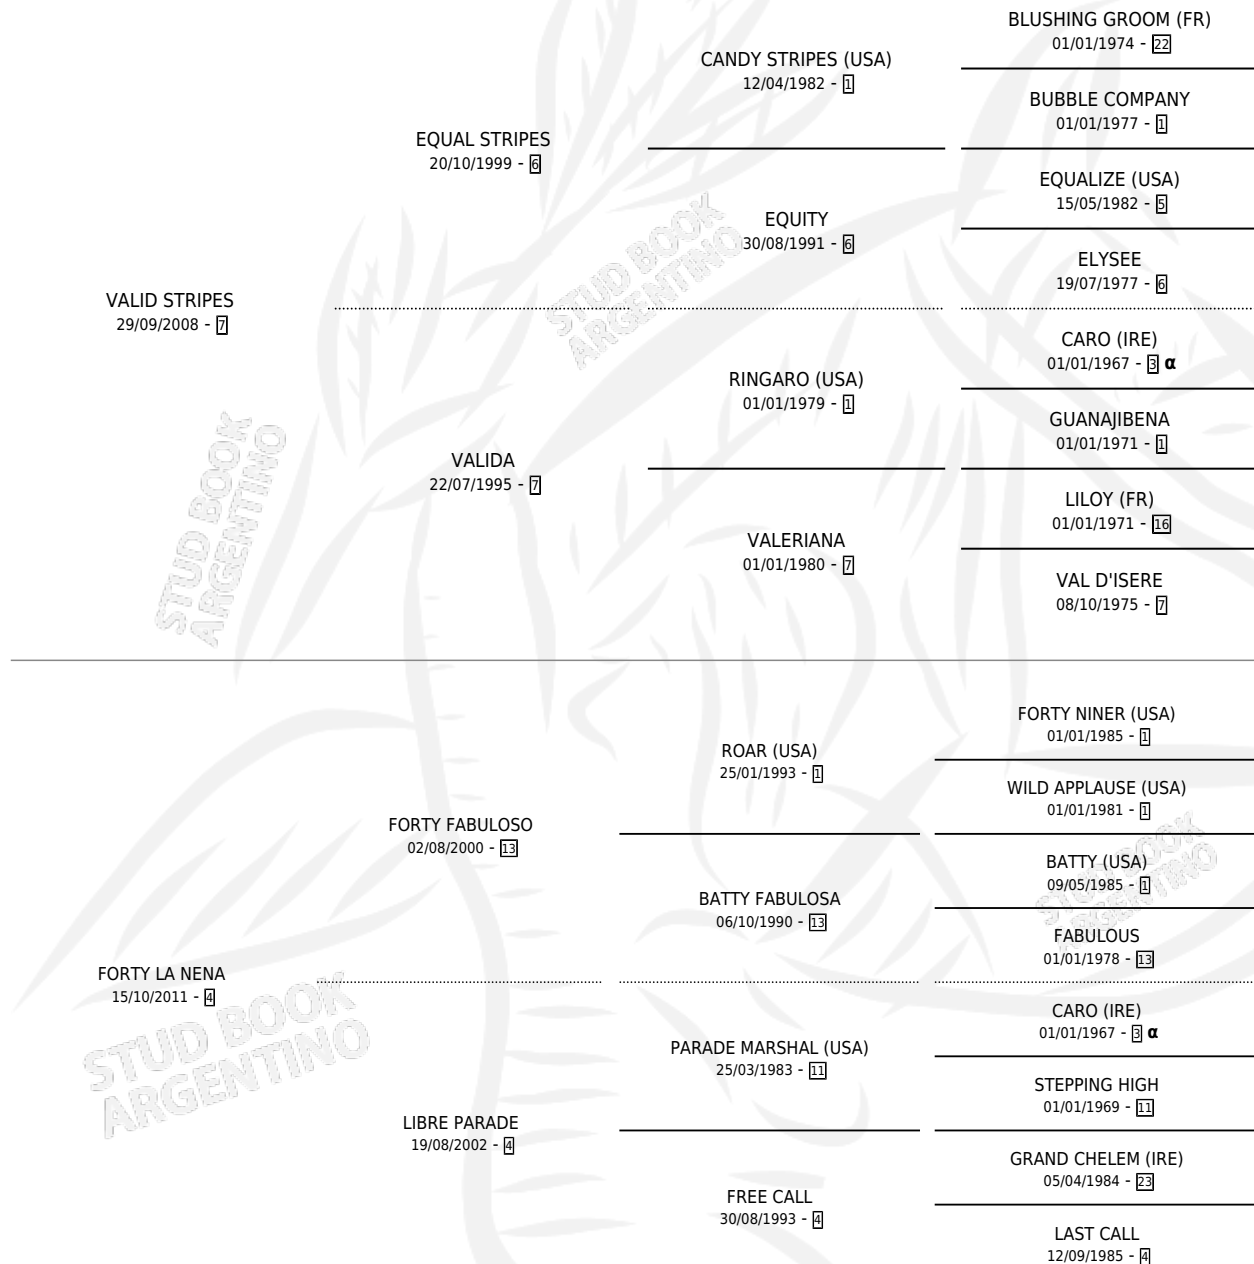 BLUSHING GROOM (FR)
01/01/1974 - 22
CANDY STRIPES (USA)
12/04/1982 - 1
BUBBLE COMPANY
01/01/1977 - 1
EQUAL STRIPES
20/10/1999 - 6
EQUALIZE (USA)
15/05/1982 - 5
EQUITY
30/08/1991 - 6
ELYSEE
19/07/1977 - 6
VALID STRIPES
29/09/2008 - 7
CARO (IRE)
01/01/1967 - 3 α
RINGARO (USA)
01/01/1979 - 1
GUANAJIBENA
01/01/1971 - 1
VALIDA
22/07/1995 - 7
LILOY (FR)
01/01/1971 - 16
VALERIANA
01/01/1980 - 7
VAL D'ISERE
08/10/1975 - 7
FORTY NINER (USA)
01/01/1985 - 1
ROAR (USA)
25/01/1993 - 1
WILD APPLAUSE (USA)
01/01/1981 - 1
FORTY FABULOSO
02/08/2000 - 13
BATTY (USA)
09/05/1985 - 1
BATTY FABULOSA
06/10/1990 - 13
FABULOUS
01/01/1978 - 13
FORTY LA NENA
15/10/2011 - 4
CARO (IRE)
01/01/1967 - 3 α
PARADE MARSHAL (USA)
25/03/1983 - 11
STEPPING HIGH
01/01/1969 - 11
LIBRE PARADE
19/08/2002 - 4
GRAND CHELEM (IRE)
05/04/1984 - 23
FREE CALL
30/08/1993 - 4
LAST CALL
12/09/1985 - 4
STUD BOOK
ARGENTINO
STUD BOOK
ARGENTINO
STUD BOOK
ARGENTINO
STUD BOOK
ARGENTINO